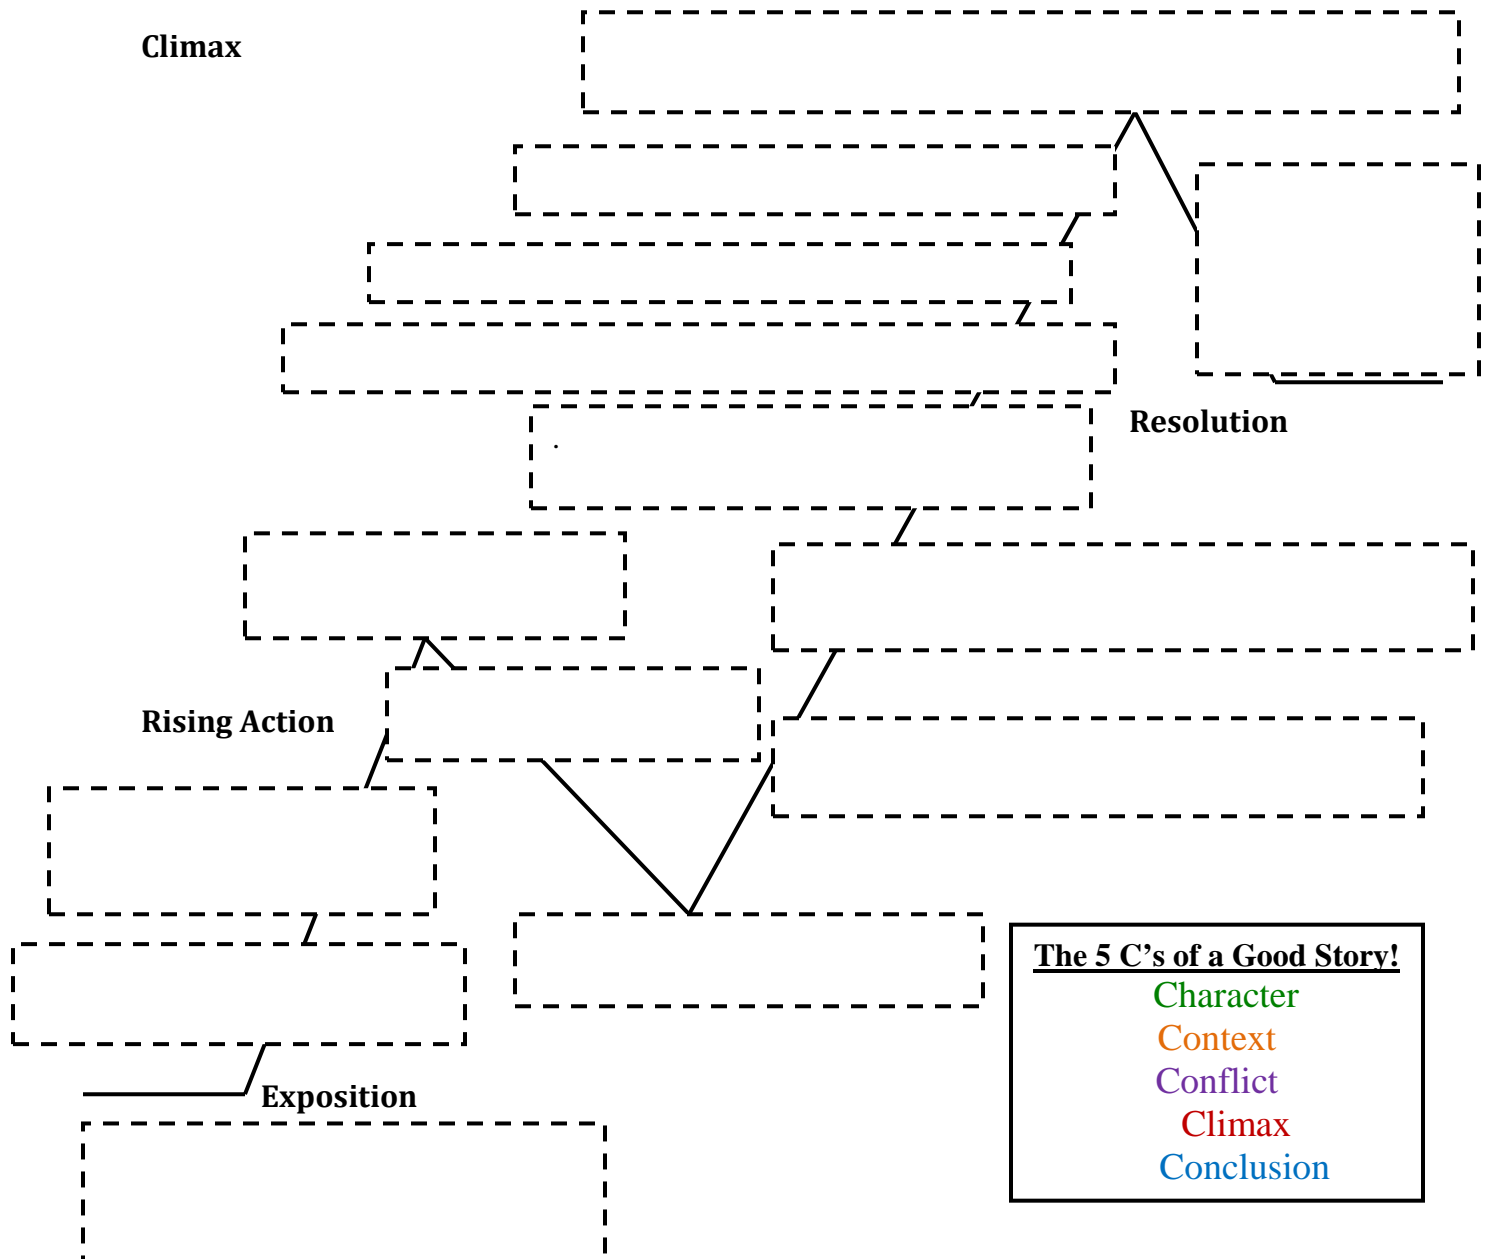 Climax
Resolution
.
Rising Action
The 5 C's of a Good Story!
Character
Context
Conflict
Climax
Conclusion
Exposition